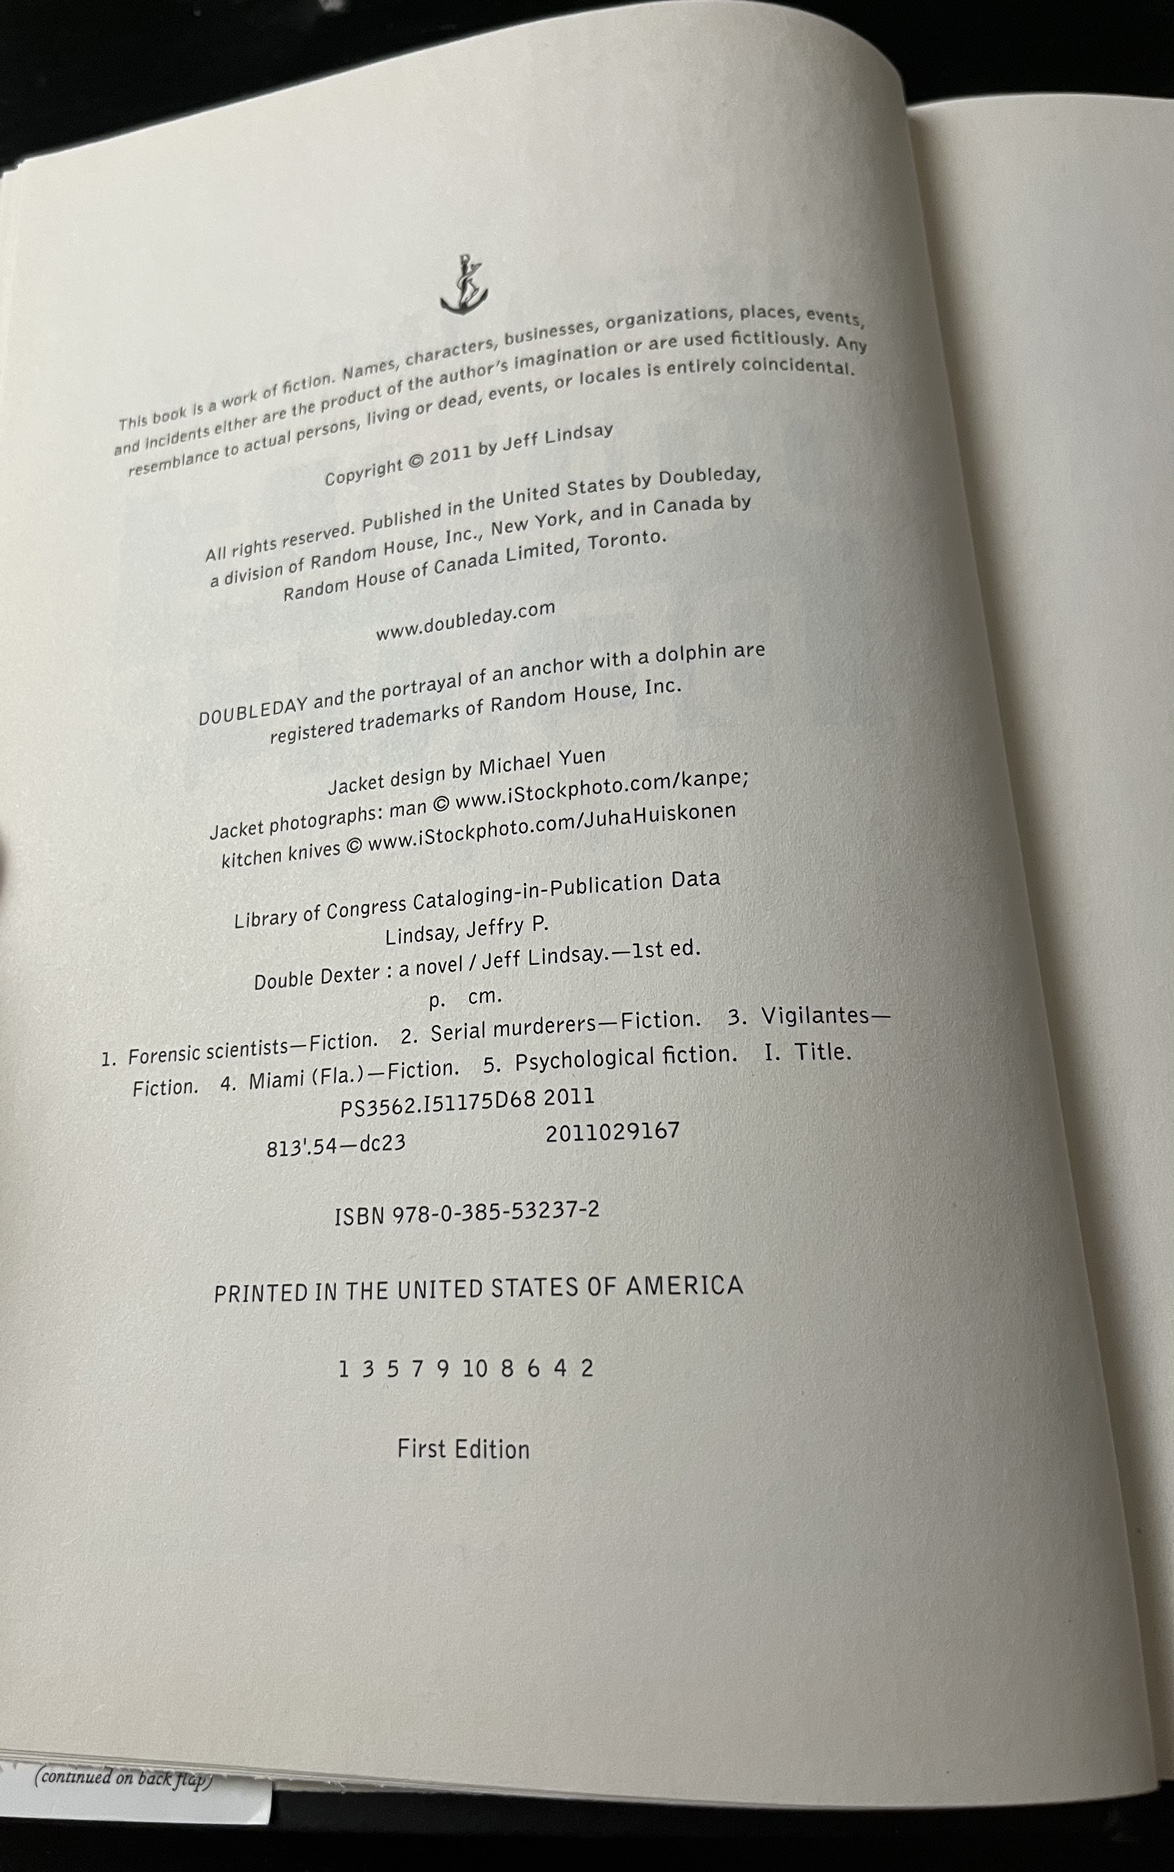 This book is a work of fiction. Names, characters, businesses, organizations, places, events,
and incidents either are the product of the author's imagination or are used fictitiously. Any
resemblance to actual persons, living or dead, events, or locales is entirely coincidental.
Copyright © 2011 by Jeff Lindsay
All rights reserved. Published in the United States by Doubleday,
a division of Random House, Inc., New York, and in Canada by
Random House of Canada Limited, Toronto.
www.doubleday.com
DOUBLEDAY and the portrayal of an anchor with a dolphin are
registered trademarks of Random House, Inc.
Jacket design by Michael Yuen
Jacket photographs: man © www.iStockphoto.com/kanpe;
kitchen knives © www.iStockphoto.com/JuhaHuiskonen
Library of Congress Cataloging-in-Publication Data
Lindsay, Jeffry P.
Double Dexter : a novel / Jeff Lindsay.—1st ed.
p. cm.
1. Forensic scientists—Fiction. 2. Serial murderers—Fiction. 3. Vigilantes—
Fiction. 4. Miami (Fla.)—Fiction. 5. Psychological fiction. I. Title.
PS3562.I51175D68 2011
813'.54—dc23 2011029167
ISBN 978-0-385-53237-2
PRINTED IN THE UNITED STATES OF AMERICA
1 3 5 7 9 10 8 6 4 2
First Edition
(continued on back flap)